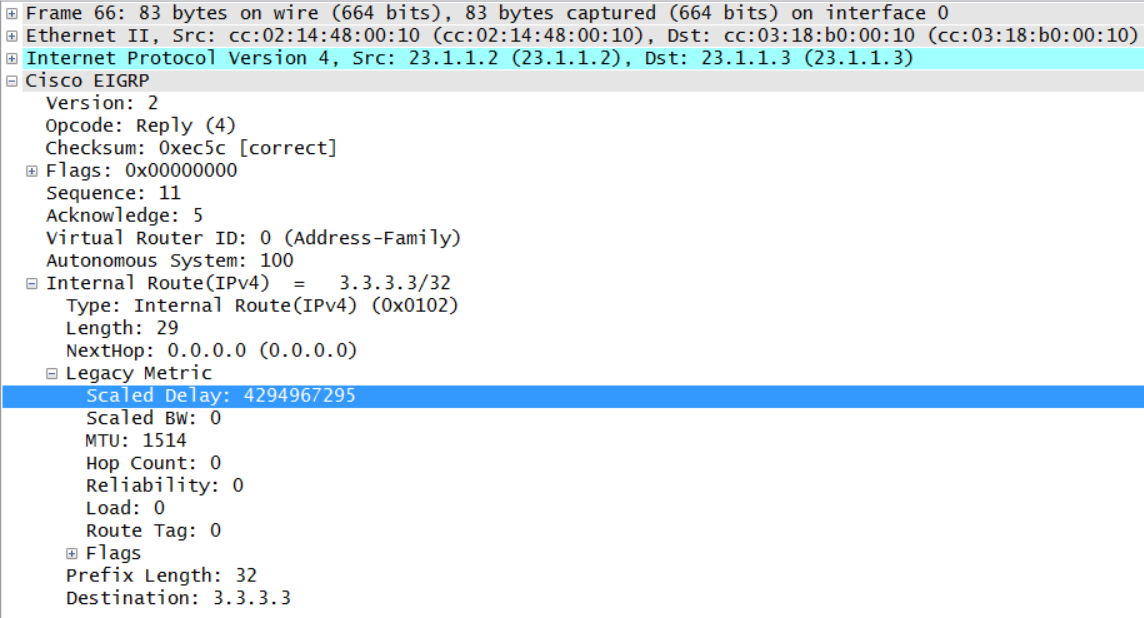 Frame 66: 83 bytes on wire (664 bits), 83 bytes captured (664 bits) on interface 0
Ethernet II, Src: cc:02:14:48:00:10 (cc:02:14:48:00:10), Dst: cc:03:18:b0:00:10 (cc:03:18:b0:00:10)
Internet Protocol Version 4, Src: 23.1.1.2 (23.1.1.2), Dst: 23.1.1.3 (23.1.1.3)
Cisco EIGRP
Version: 2
Opcode: Reply (4)
Checksum: 0xec5c [correct]
Flags: 0x00000000
Sequence: 11
Acknowledge: 5
Virtual Router ID: 0 (Address-Family)
Autonomous System: 100
Internal Route(IPv4)  =   3.3.3.3/32
Type: Internal Route(IPv4) (0x0102)
Length: 29
NextHop: 0.0.0.0 (0.0.0.0)
Legacy Metric
Scaled Delay: 4294967295
Scaled BW: 0
MTU: 1514
Hop Count: 0
Reliability: 0
Load: 0
Route Tag: 0
Flags
Prefix Length: 32
Destination: 3.3.3.3